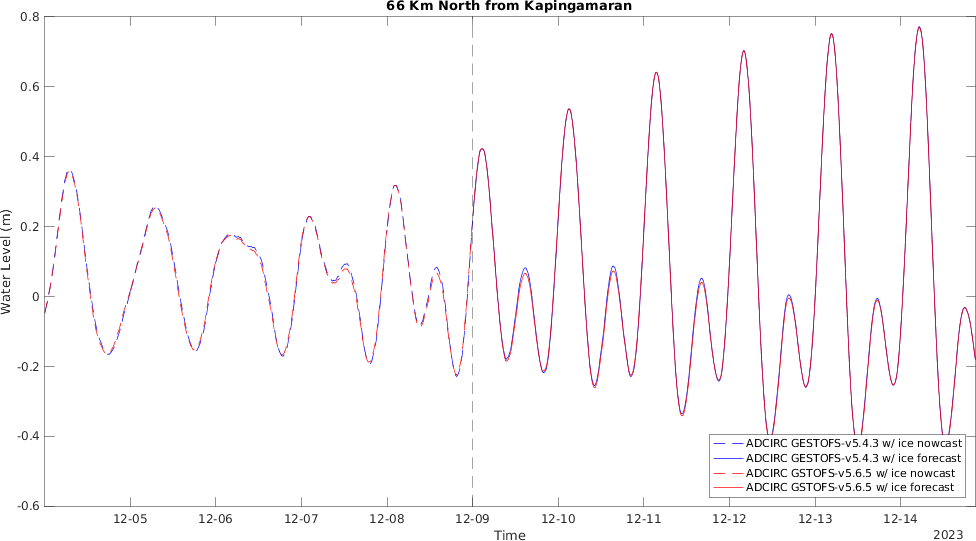 66 Km North from Kapingamaran
0.8
0.6
0.4
0.2
0
-0.2
-0.4
-0.6
Water Level (m)
ADCIRC GESTOFS-v5.4.3 w/ ice nowcast
ADCIRC GESTOFS-v5.4.3 w/ ice forecast
ADCIRC GSTOFS-v5.6.5 w/ ice nowcast
ADCIRC GSTOFS-v5.6.5 w/ ice forecast
12-05 12-06 12-07 12-08 12-09 12-10 12-11 12-12 12-13 12-14
Time
2023